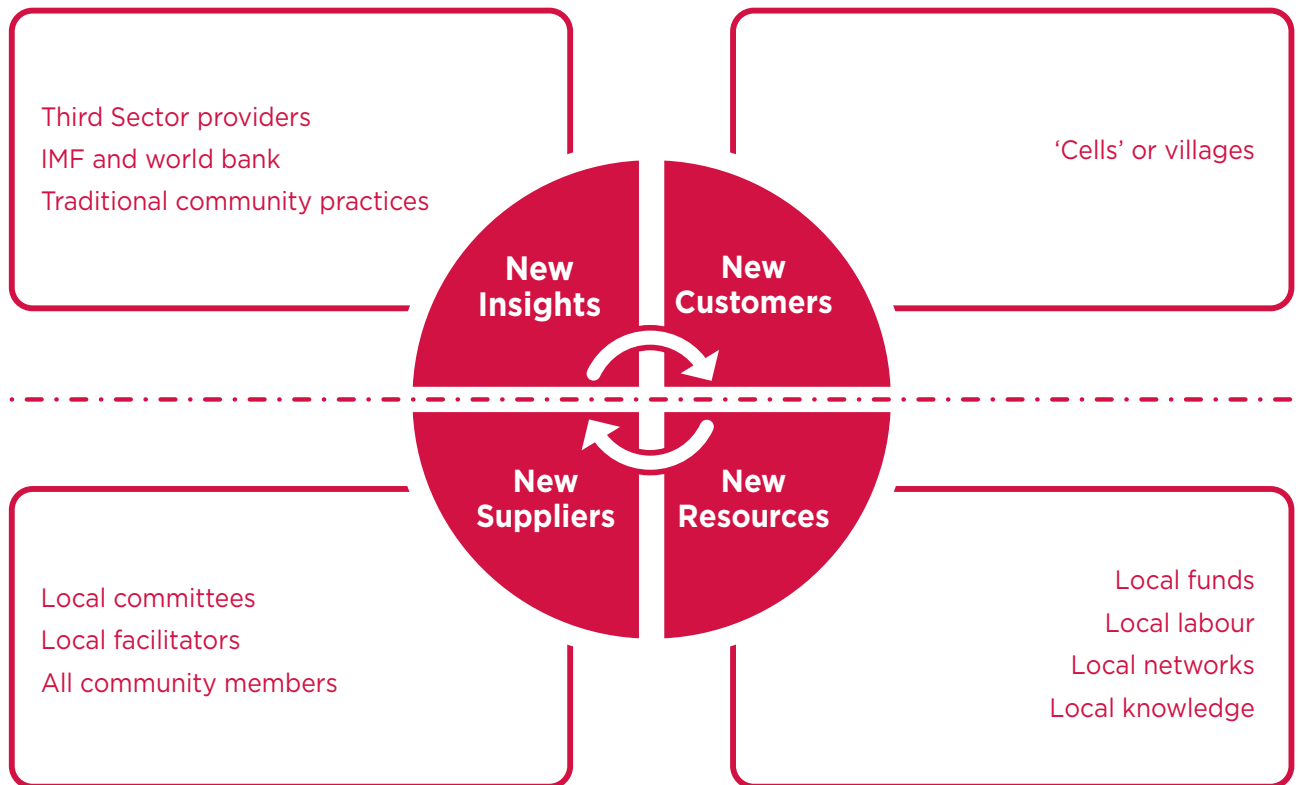 Third Sector providers
IMF and world bank
Traditional community practices
‘Cells’ or villages
New
Insights
New
Customers
New
Suppliers
New
Resources
Local committees
Local facilitators
All community members
Local funds
Local labour
Local networks
Local knowledge